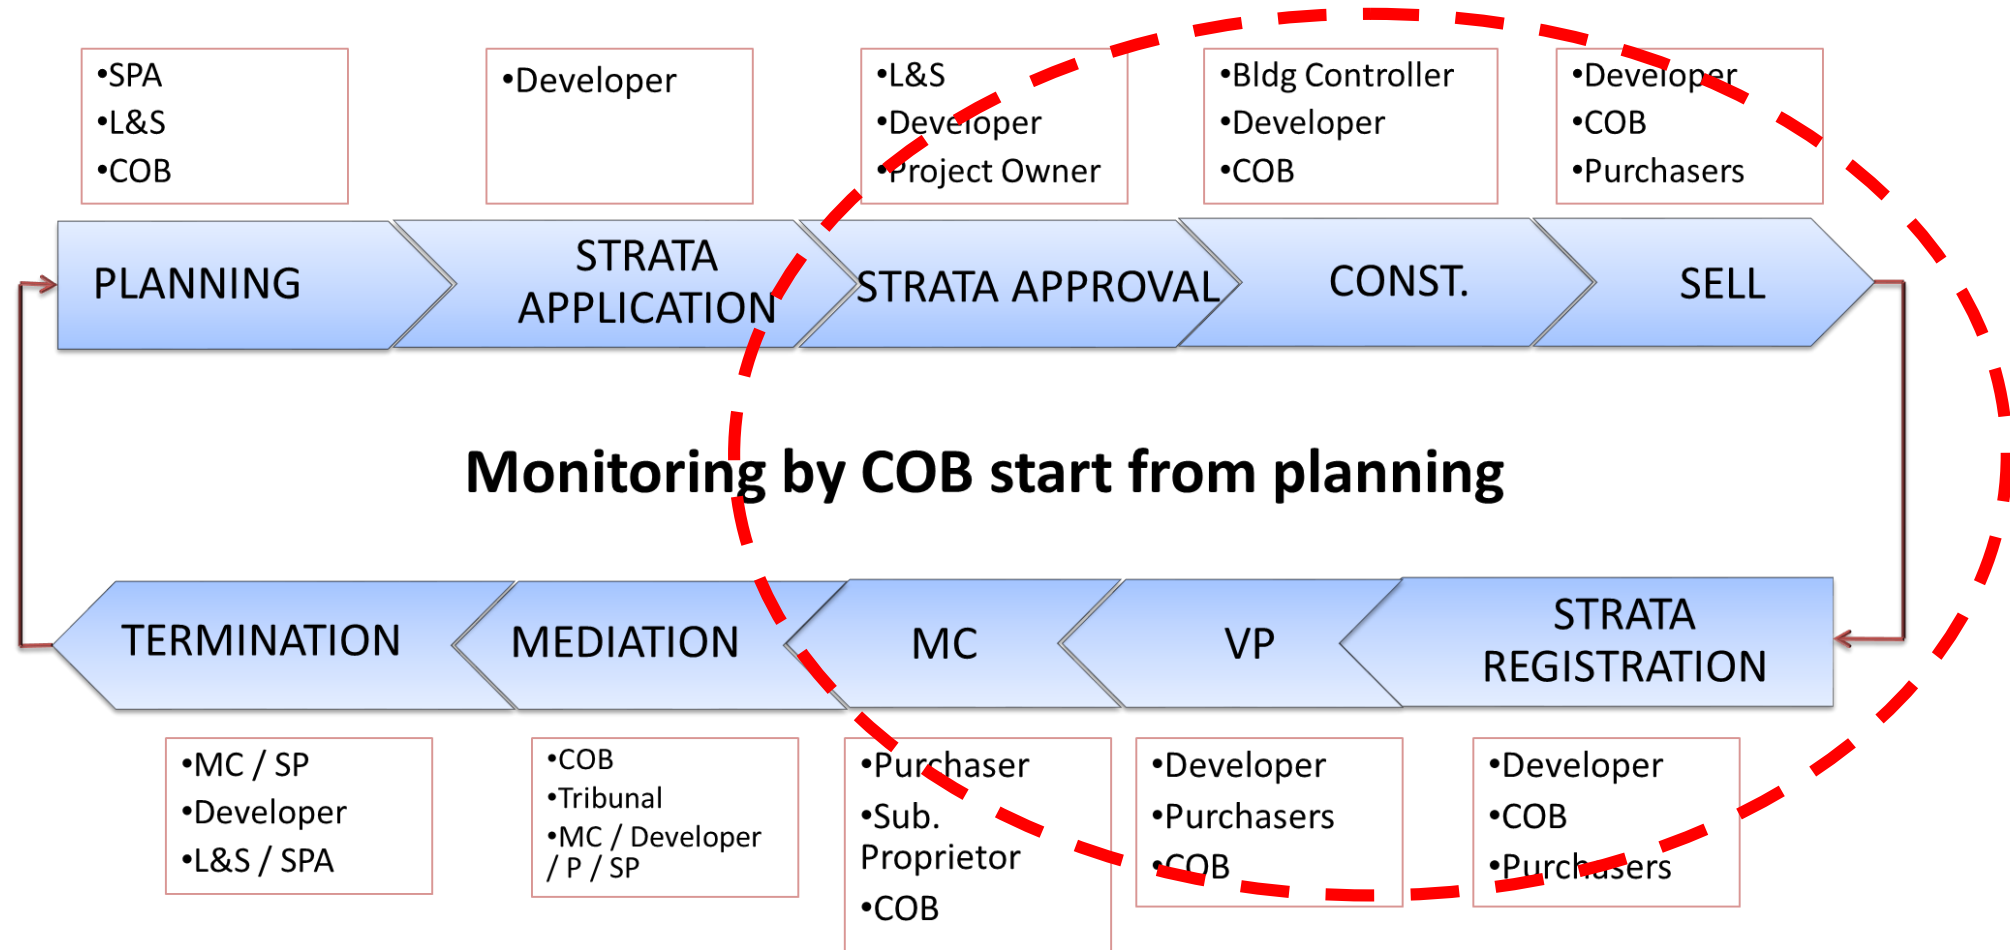 •SPA
•L&S
•COB
•Developer
•L&S
•Developer
•Project Owner
•Bldg Controller
•Developer
•COB
•Developer
•COB
•Purchasers
PLANNING
STRATA
APPLICATION
STRATA APPROVAL
CONST.
SELL
Monitoring by COB start from planning
TERMINATION
MEDIATION
MC
VP
STRATA
REGISTRATION
•MC / SP
•Developer
•L&S / SPA
•COB
•Tribunal
•MC / Developer
/ P / SP
•Purchaser
•Sub.
Proprietor
•COB
•Developer
•Purchasers
•COB
•Developer
•COB
•Purchasers